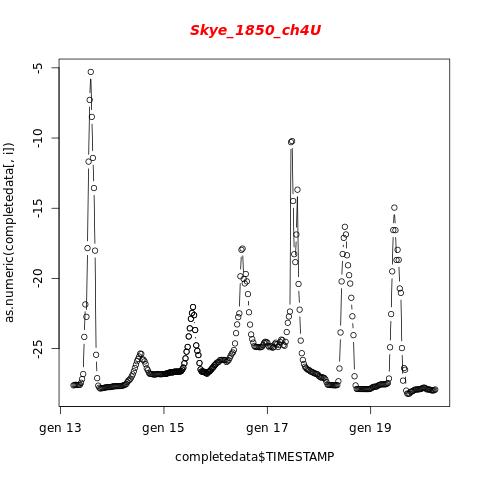 Skye_1850_ch4U
as.numeric(completedata[, i])
-5
-10
-15
-20
-25
gen 13
gen 15
gen 17
gen 19
completedata$TIMESTAMP